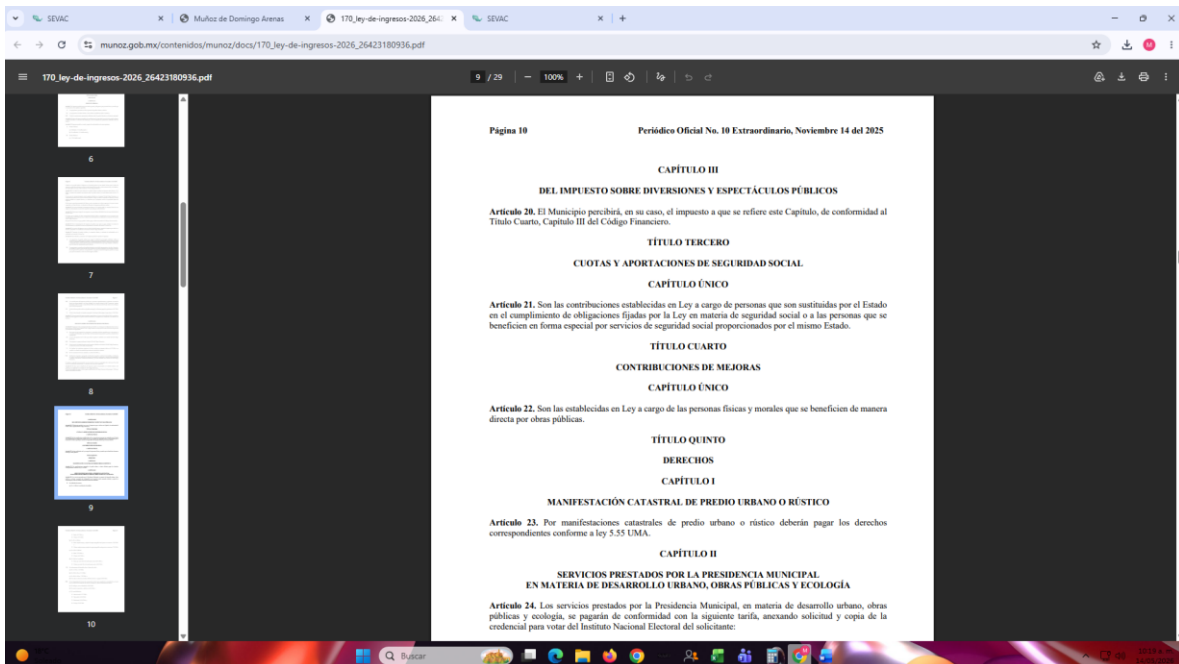 SEVAC
Muñoz de Domingo Arenas
170_ley-de-ingresos-2026_264
SEVAC
munoz.gob.mx/contenidos/munoz/docs/170_ley-de-ingresos-2026_26423180936.pdf
M
170_ley-de-ingresos-2026_26423180936.pdf
9 / 29
100%
6
7
8
9
10
Página 10
Periódico Oficial No. 10 Extraordinario, Noviembre 14 del 2025
CAPÍTULO III
DEL IMPUESTO SOBRE DIVERSIONES Y ESPECTÁCULOS PÚBLICOS
Artículo 20. El Municipio percibirá, en su caso, el impuesto a que se refiere este Capítulo, de conformidad al
Título Cuarto, Capítulo III del Código Financiero.
TÍTULO TERCERO
CUOTAS Y APORTACIONES DE SEGURIDAD SOCIAL
CAPÍTULO ÚNICO
Artículo 21. Son las contribuciones establecidas en Ley a cargo de personas que son sustituidas por el Estado
en el cumplimiento de obligaciones fijadas por la Ley en materia de seguridad social o a las personas que se
beneficien en forma especial por servicios de seguridad social proporcionados por el mismo Estado.
TÍTULO CUARTO
CONTRIBUCIONES DE MEJORAS
CAPÍTULO ÚNICO
Artículo 22. Son las establecidas en Ley a cargo de las personas físicas y morales que se beneficien de manera
directa por obras públicas.
TÍTULO QUINTO
DERECHOS
CAPÍTULO I
MANIFESTACIÓN CATASTRAL DE PREDIO URBANO O RÚSTICO
Artículo 23. Por manifestaciones catastrales de predio urbano o rústico deberán pagar los derechos
correspondientes conforme a ley 5.55 UMA.
CAPÍTULO II
SERVICIOS PRESTADOS POR LA PRESIDENCIA MUNICIPAL
EN MATERIA DE DESARROLLO URBANO, OBRAS PÚBLICAS Y ECOLOGÍA
Artículo 24. Los servicios prestados por la Presidencia Municipal, en materia de desarrollo urbano, obras
públicas y ecología, se pagarán de conformidad con la siguiente tarifa, anexando solicitud y copia de la
credencial para votar del Instituto Nacional Electoral del solicitante:
Buscar